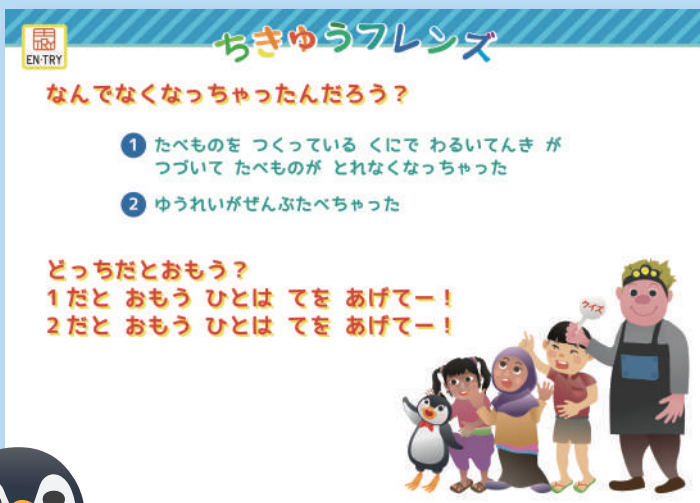 EN·TRY
ちきゅうフレンズ
なんでなくなっちゃったんだろう?
1 たべものを つくっている くにで わるいてんき が
つづいて たべものが とれなくなっちゃった
2 ゆうれいがぜんぶたべちゃった
どっちだとおもう?
1だと おもう ひとは てを あげてー!
2だと おもう ひとは てを あげてー!
クイズ